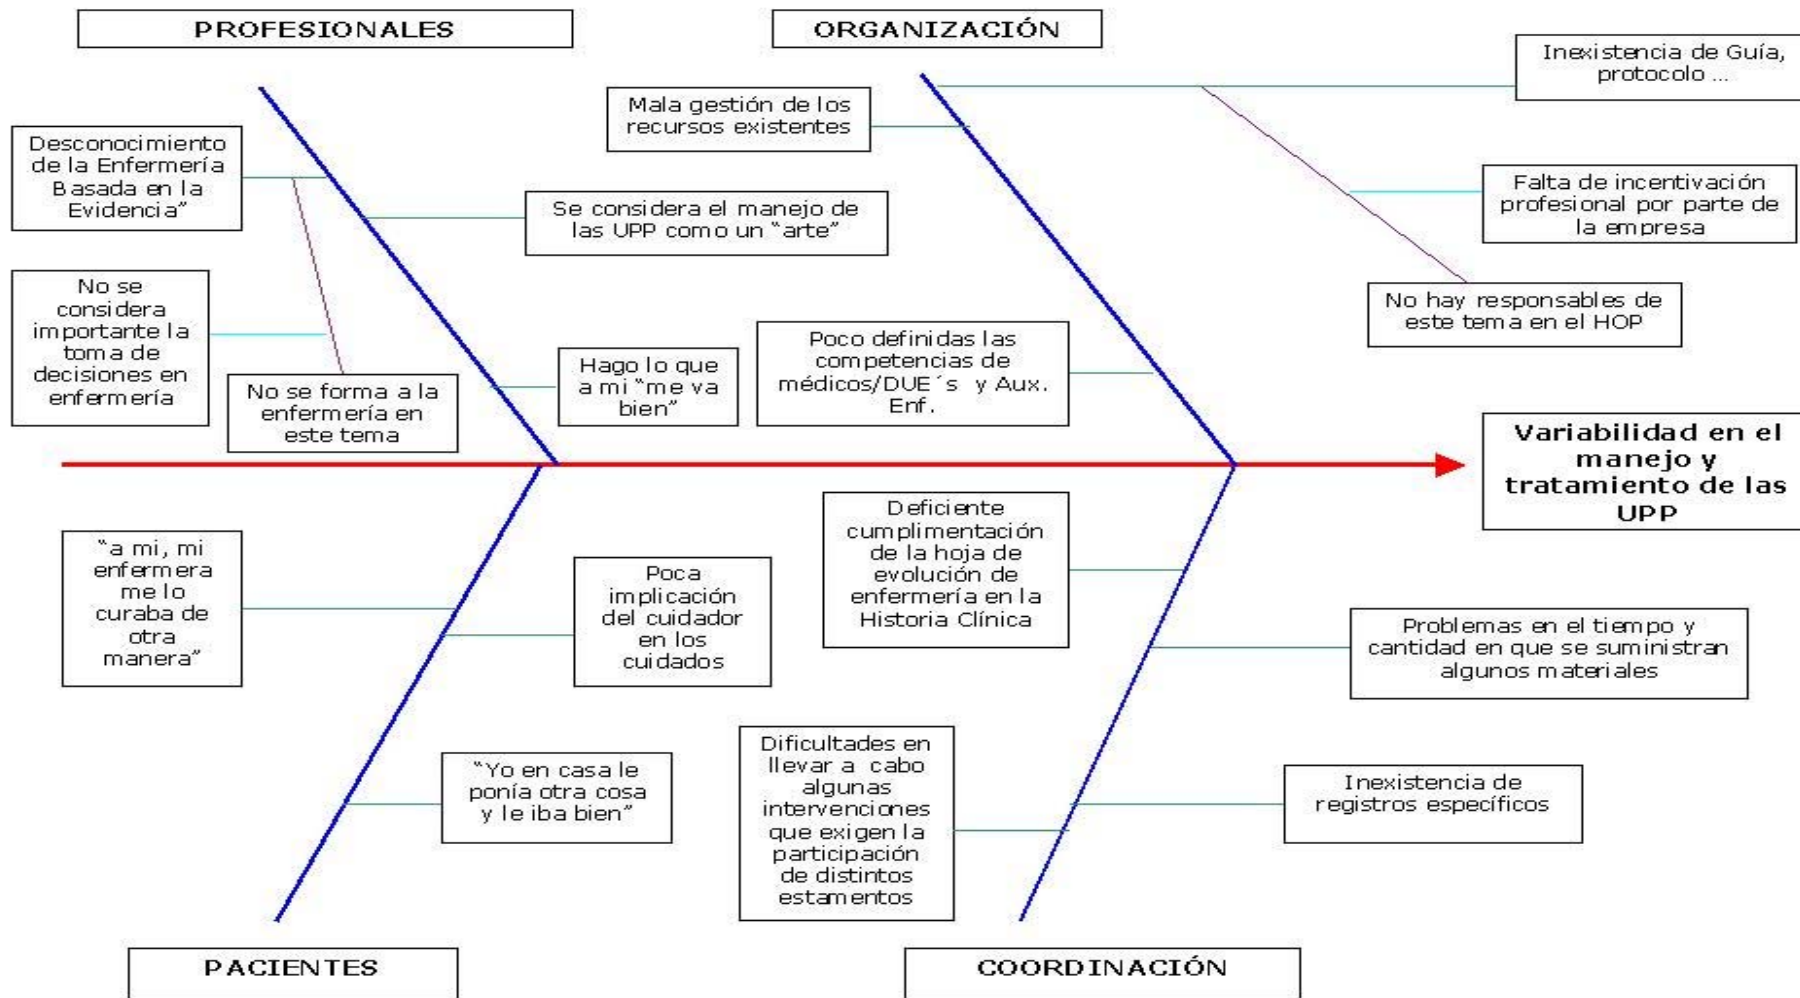 PROFESIONALES
ORGANIZACIÓN
Inexistencia de Guía,
protocolo ...
Mala gestión de los
recursos existentes
Desconocimiento
de la Enfermería
Basada en la
Evidencia”
Se considera el manejo de
las UPP como un “arte”
Falta de incentivación
profesional por parte de
la empresa
No se
considera
importante la
toma de
decisiones en
enfermería
No hay responsables de
este tema en el HOP
Poco definidas las
competencias de
médicos/DUE´s y Aux.
Enf.
Hago lo que
a mi “me va
bien”
No se forma a la
enfermería en
este tema
Variabilidad en el
manejo y
tratamiento de las
UPP
“a mi, mi
enfermera
me lo
curaba de
otra
manera”
Poca
implicación
del cuidador
en los
cuidados
Deficiente
cumplimentación
de la hoja de
evolución de
enfermería en la
Historia Clínica
Problemas en el tiempo y
cantidad en que se suministran
algunos materiales
“Yo en casa le
ponía otra cosa
y le iba bien”
Dificultades en
llevar a cabo
algunas
intervenciones
que exigen la
participación
de distintos
estamentos
Inexistencia de
registros específicos
PACIENTES
COORDINACIÓN